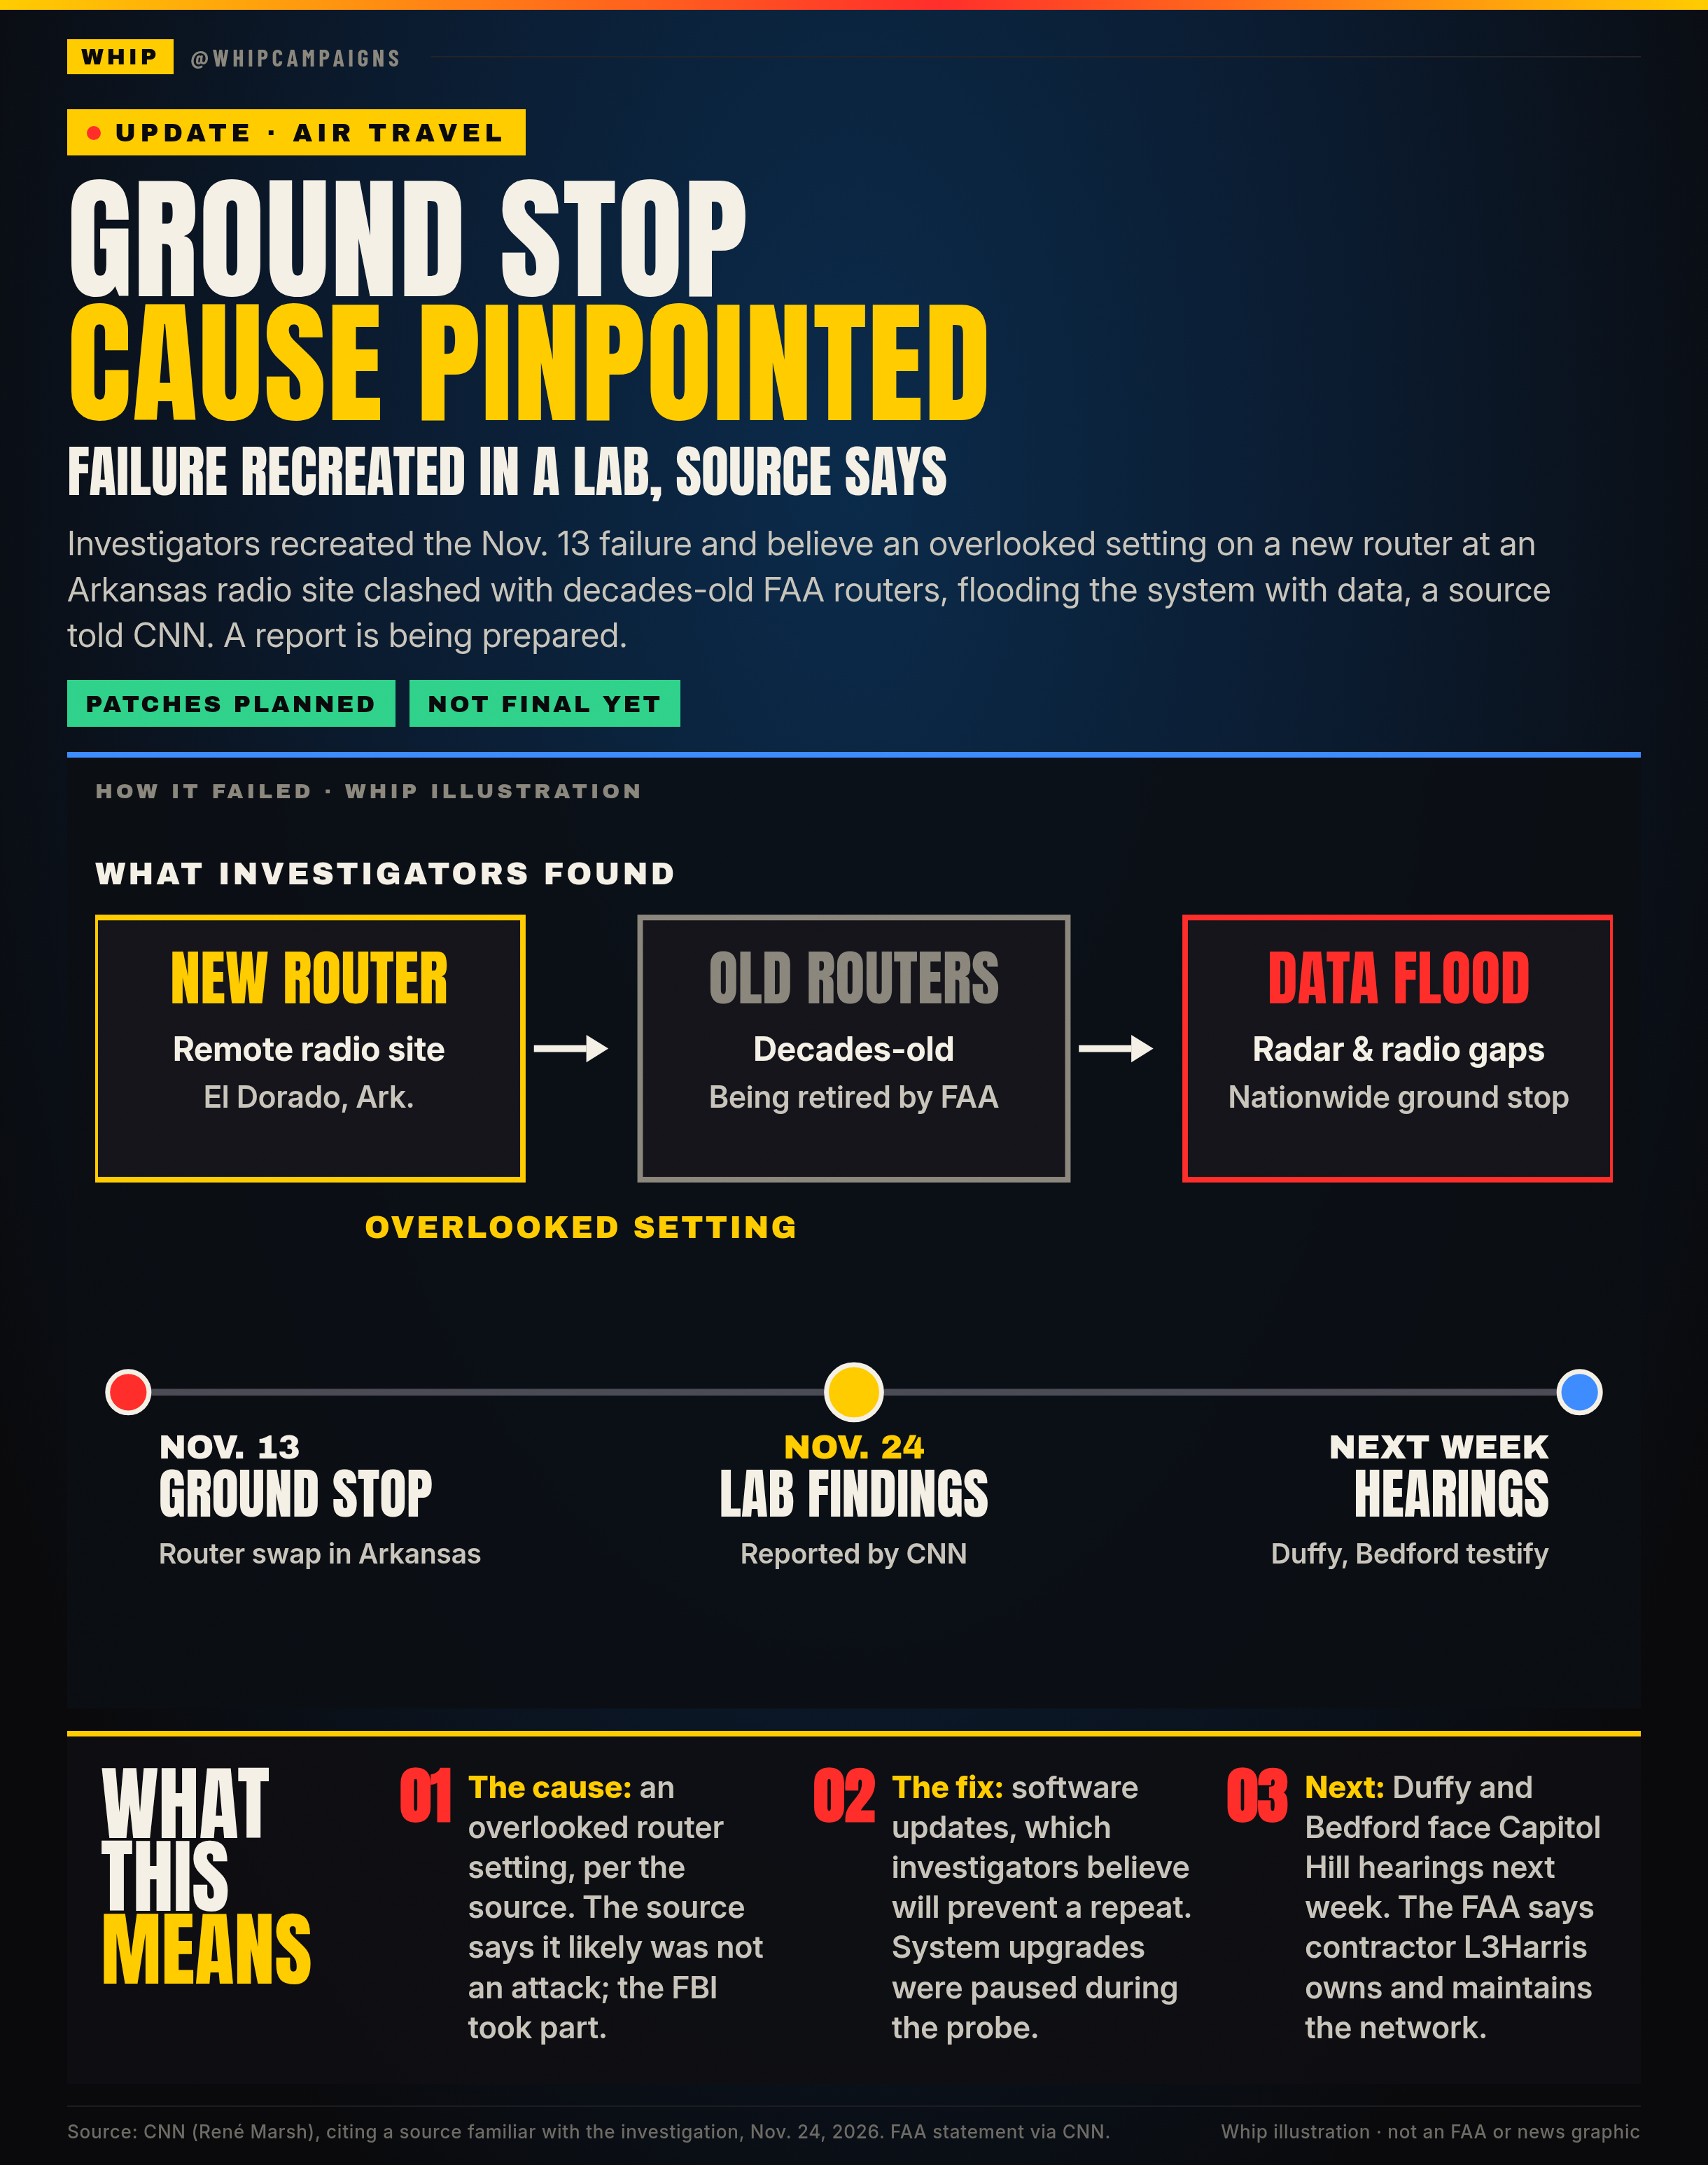 WHIP @WHIPCAMPAIGNS
UPDATE · AIR TRAVEL
GROUND STOP
CAUSE PINPOINTED
FAILURE RECREATED IN A LAB, SOURCE SAYS
Investigators recreated the Nov. 13 failure and believe an overlooked setting on a new router at an
Arkansas radio site clashed with decades-old FAA routers, flooding the system with data, a source
told CNN. A report is being prepared.
PATCHES PLANNED NOT FINAL YET
HOW IT FAILED · WHIP ILLUSTRATION
WHAT INVESTIGATORS FOUND
NEW ROUTER
Remote radio site
El Dorado, Ark.
OLD ROUTERS
Decades-old
Being retired by FAA
DATA FLOOD
Radar & radio gaps
Nationwide ground stop
OVERLOOKED SETTING
NOV. 13
GROUND STOP
Router swap in Arkansas
NOV. 24
LAB FINDINGS
Reported by CNN
NEXT WEEK
HEARINGS
Duffy, Bedford testify
WHAT
THIS
MEANS
01
The cause: an
overlooked router
setting, per the
source. The source
says it likely was not
an attack; the FBI
took part.
02
The fix: software
updates, which
investigators believe
will prevent a repeat.
System upgrades
were paused during
the probe.
03
Next: Duffy and
Bedford face Capitol
Hill hearings next
week. The FAA says
contractor L3Harris
owns and maintains
the network.
Source: CNN (René Marsh), citing a source familiar with the investigation, Nov. 24, 2026. FAA statement via CNN.
Whip illustration · not an FAA or news graphic